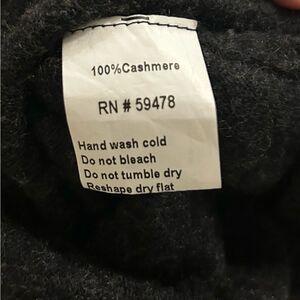 100%Cashmere
RN # 59478
Hand wash cold
Do not bleach
Do not tumble dry
Reshape dry flat